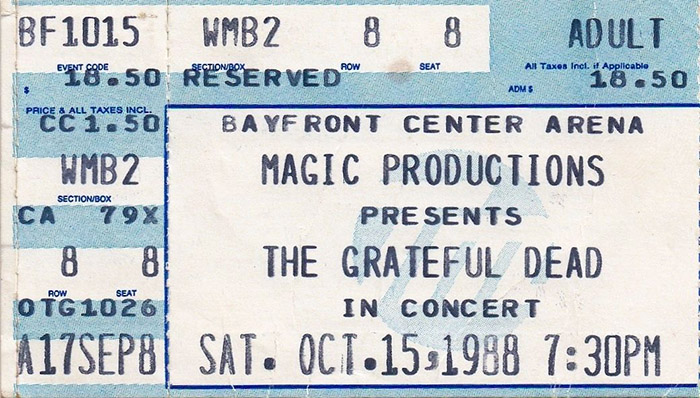 BF1015 WMB2 8 8 ADULT
EVENT CODE SECTION/BOX ROW SEAT All Taxes Incl. if Applicable
$ 18.50 RESERVED ADM $ 18.50
PRICE & ALL TAXES INCL.
CC 1.50
WMB2
SECTION/BOX
CA 79X
8 8
ROW SEAT
OTG1026
A17SEP8
BAYFRONT CENTER ARENA
MAGIC PRODUCTIONS
PRESENTS
THE GRATEFUL DEAD
IN CONCERT
SAT. OCT.15,1988 7:30PM